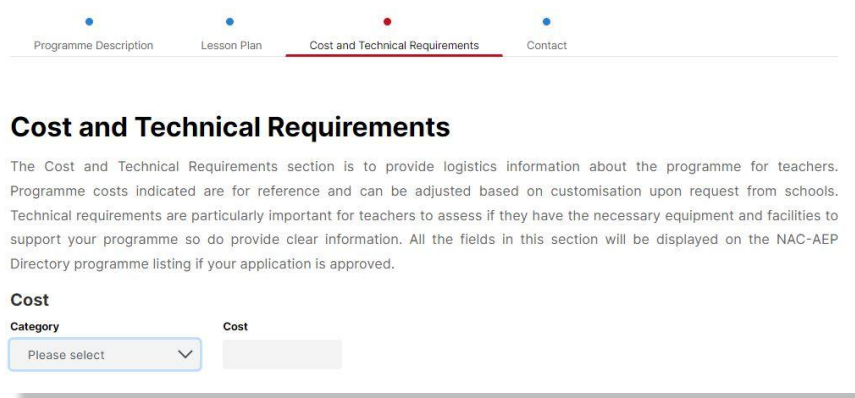 Programme Description Lesson Plan Cost and Technical Requirements Contact
Cost and Technical Requirements
The Cost and Technical Requirements section is to provide logistics information about the programme for teachers.
Programme costs indicated are for reference and can be adjusted based on customisation upon request from schools.
Technical requirements are particularly important for teachers to assess if they have the necessary equipment and facilities to
support your programme so do provide clear information. All the fields in this section will be displayed on the NAC-AEP
Directory programme listing if your application is approved.
Cost
Category Cost
Please select